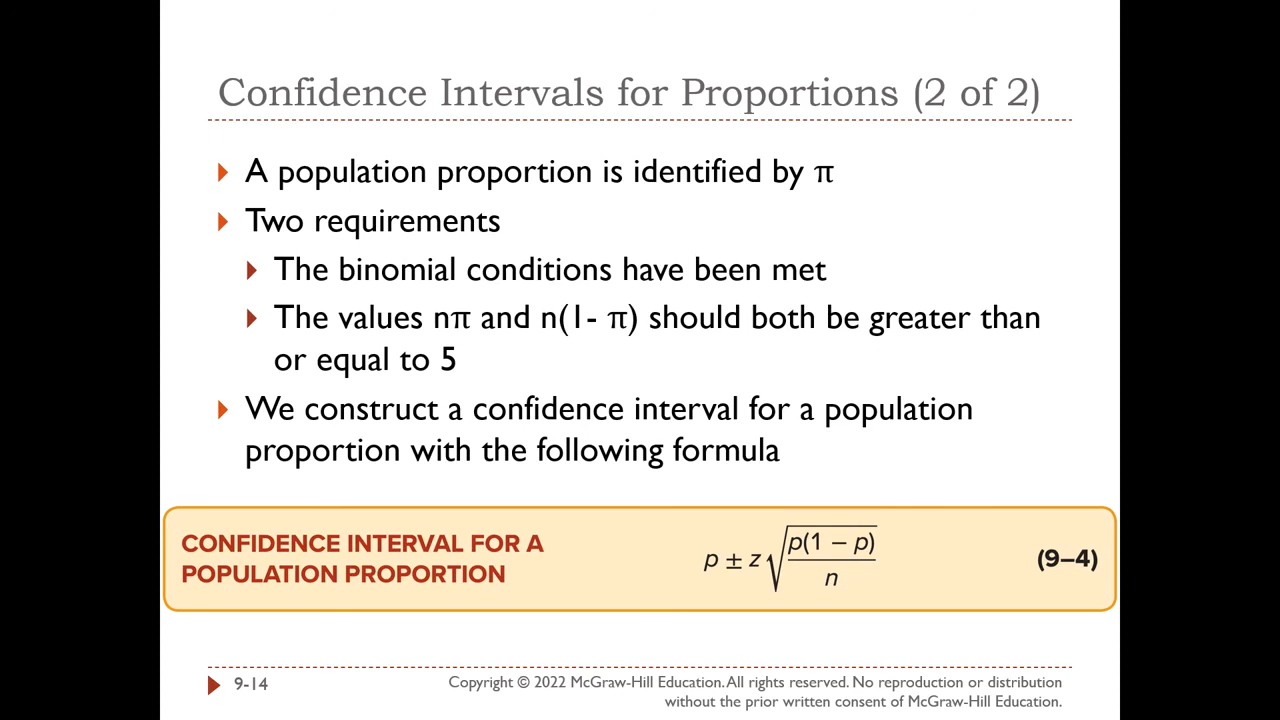 Confidence Intervals for Proportions (2 of 2)
A population proportion is identified by π
Two requirements
The binomial conditions have been met
The values nπ and n(1- π) should both be greater than
or equal to 5
We construct a confidence interval for a population
proportion with the following formula
CONFIDENCE INTERVAL FOR A
POPULATION PROPORTION
p ± z √(p(1 − p) / n)
(9–4)
9-14
Copyright © 2022 McGraw-Hill Education. All rights reserved. No reproduction or distribution
without the prior written consent of McGraw-Hill Education.